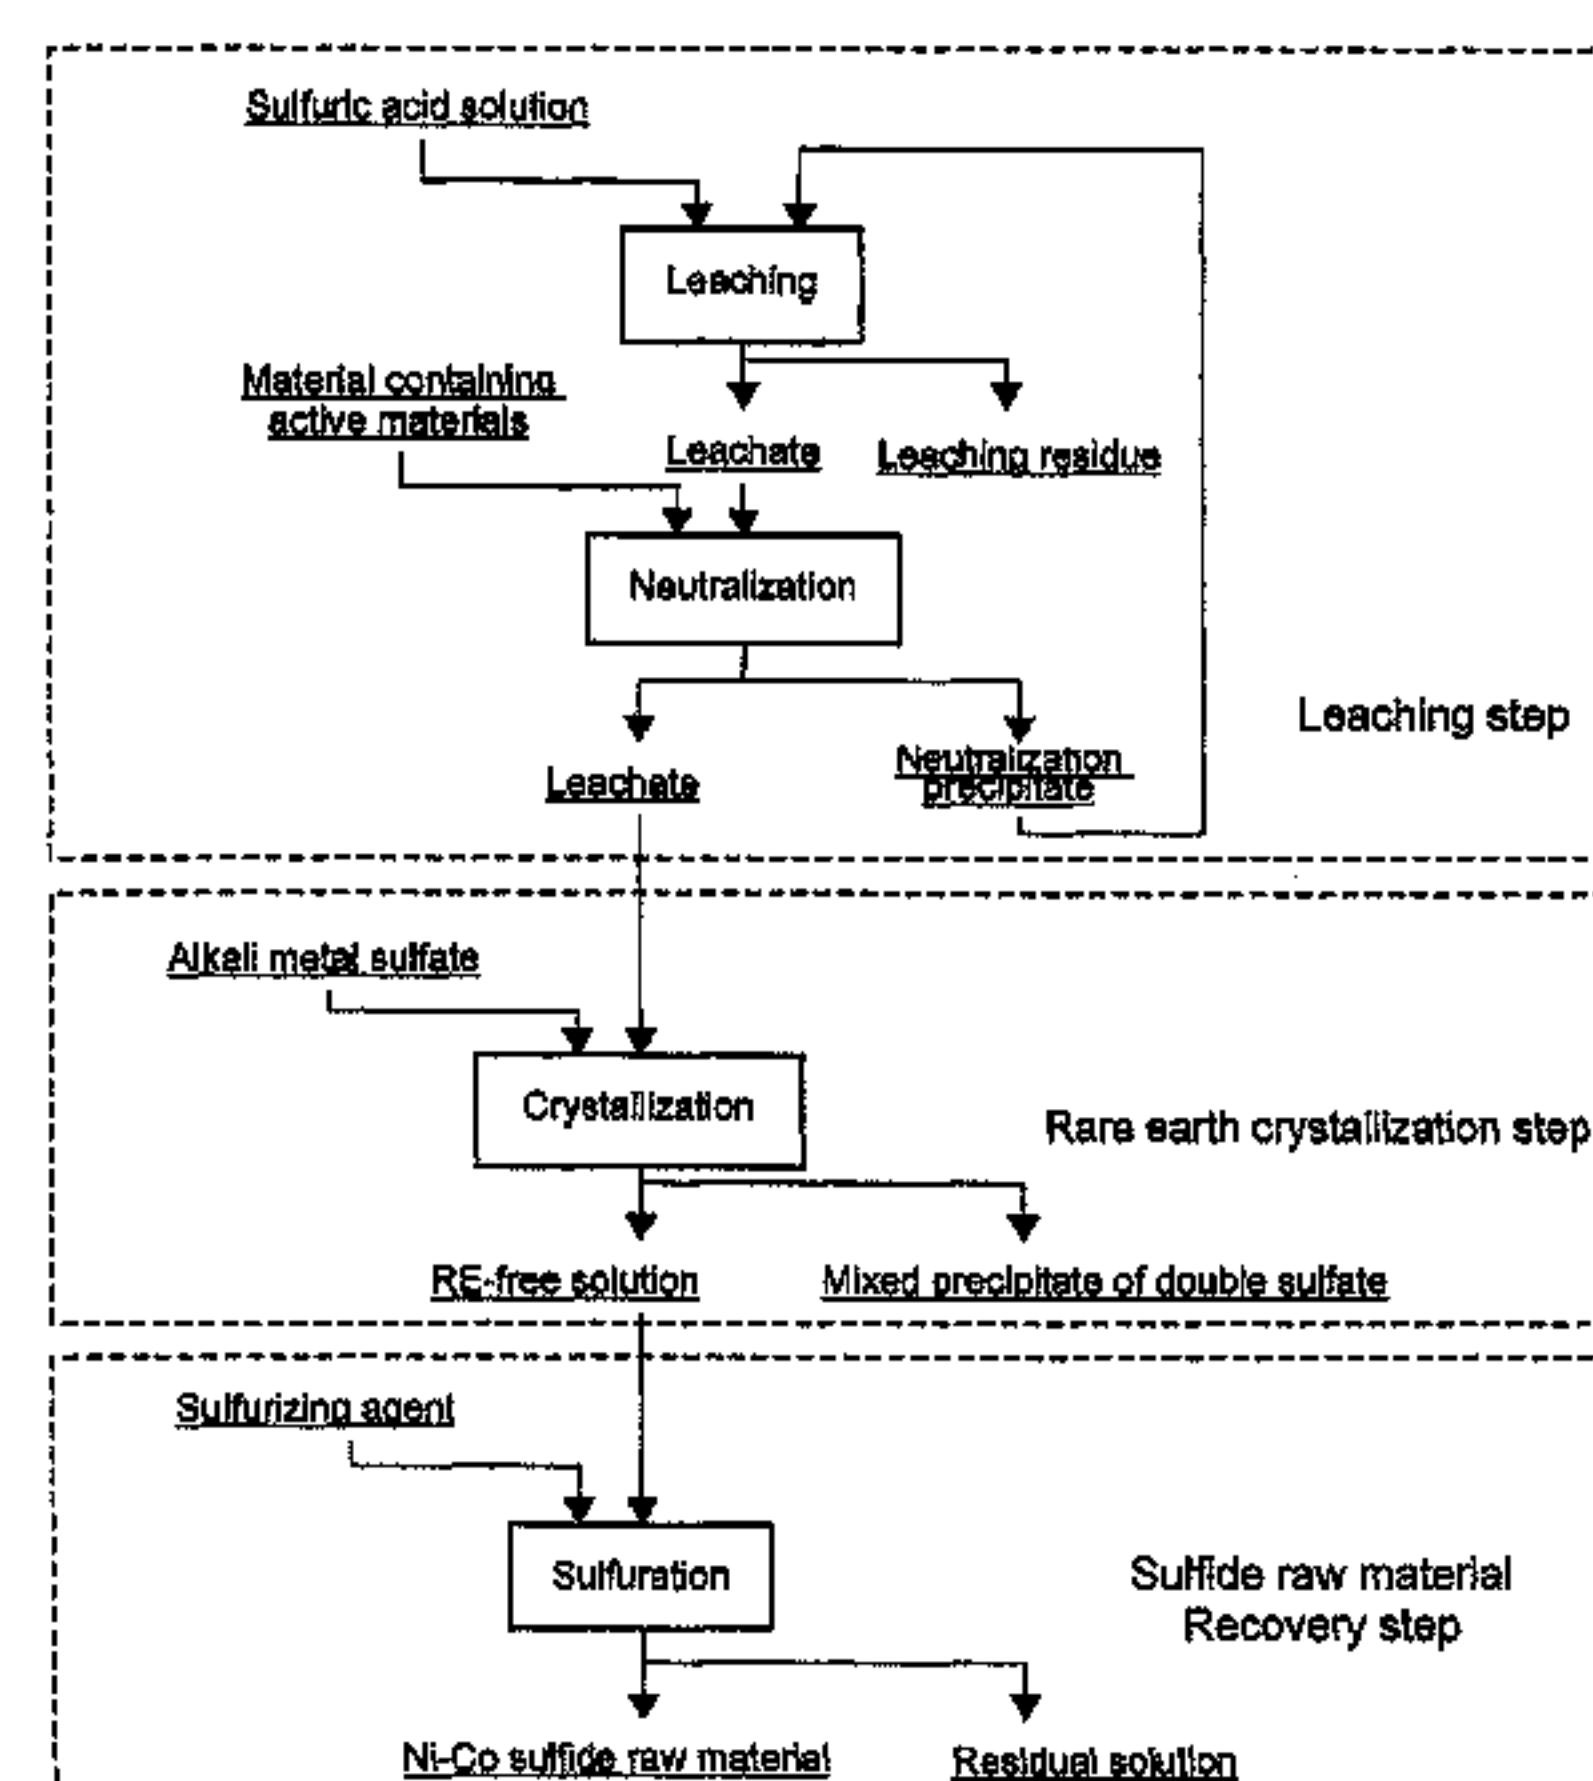 Sulfuric acid solution
Leaching
Material containing
active materials
Leachate
Leaching residue
Neutralization
Leaching step
Leachate
Neutralization
precipitate
Alkali metal sulfate
Crystallization
Rare earth crystallization step
RE-free solution
Mixed precipitate of double sulfate
Sulfurizing agent
Sulfuration
Sulfide raw material
Recovery step
Ni-Co sulfide raw material
Residual solution